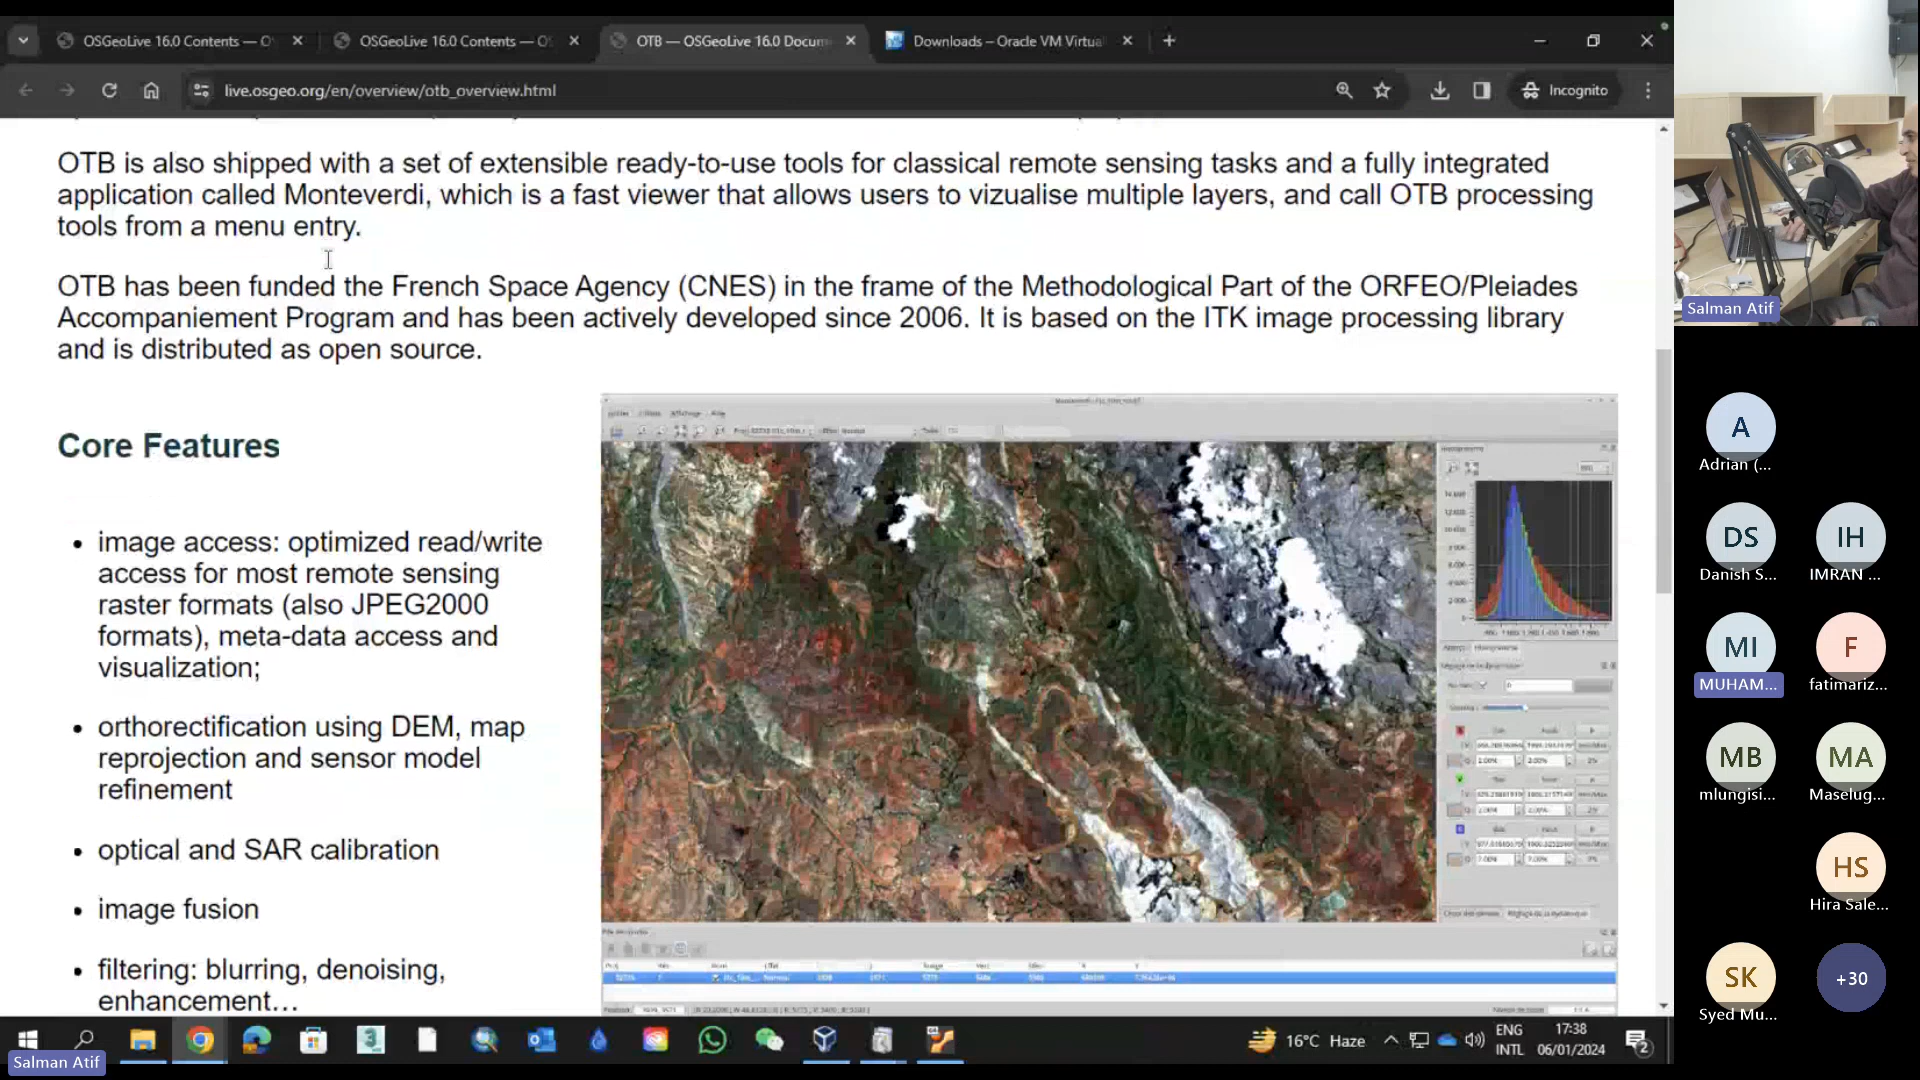 OSGeoLive 16.0 Contents — O
OSGeoLive 16.0 Contents — OS
OTB — OSGeoLive 16.0 Docum
Downloads – Oracle VM Virtua
live.osgeo.org/en/overview/otb_overview.html
Incognito
OTB is also shipped with a set of extensible ready-to-use tools for classical remote sensing tasks and a fully integrated
application called Monteverdi, which is a fast viewer that allows users to vizualise multiple layers, and call OTB processing
tools from a menu entry.
OTB has been funded the French Space Agency (CNES) in the frame of the Methodological Part of the ORFEO/Pleiades
Accompaniement Program and has been actively developed since 2006. It is based on the ITK image processing library
and is distributed as open source.
Core Features
image access: optimized read/write
access for most remote sensing
raster formats (also JPEG2000
formats), meta-data access and
visualization;
orthorectification using DEM, map
reprojection and sensor model
refinement
optical and SAR calibration
image fusion
filtering: blurring, denoising,
enhancement…
Salman Atif
A
Adrian (...
DS
Danish S...
IH
IMRAN ...
MI
MUHAM...
F
fatimariz...
MB
mlungisi...
MA
Maselug...
HS
Hira Sale...
SK
Syed Mu...
+30
16°C Haze
ENG
INTL
17:38
06/01/2024
2
Salman Atif